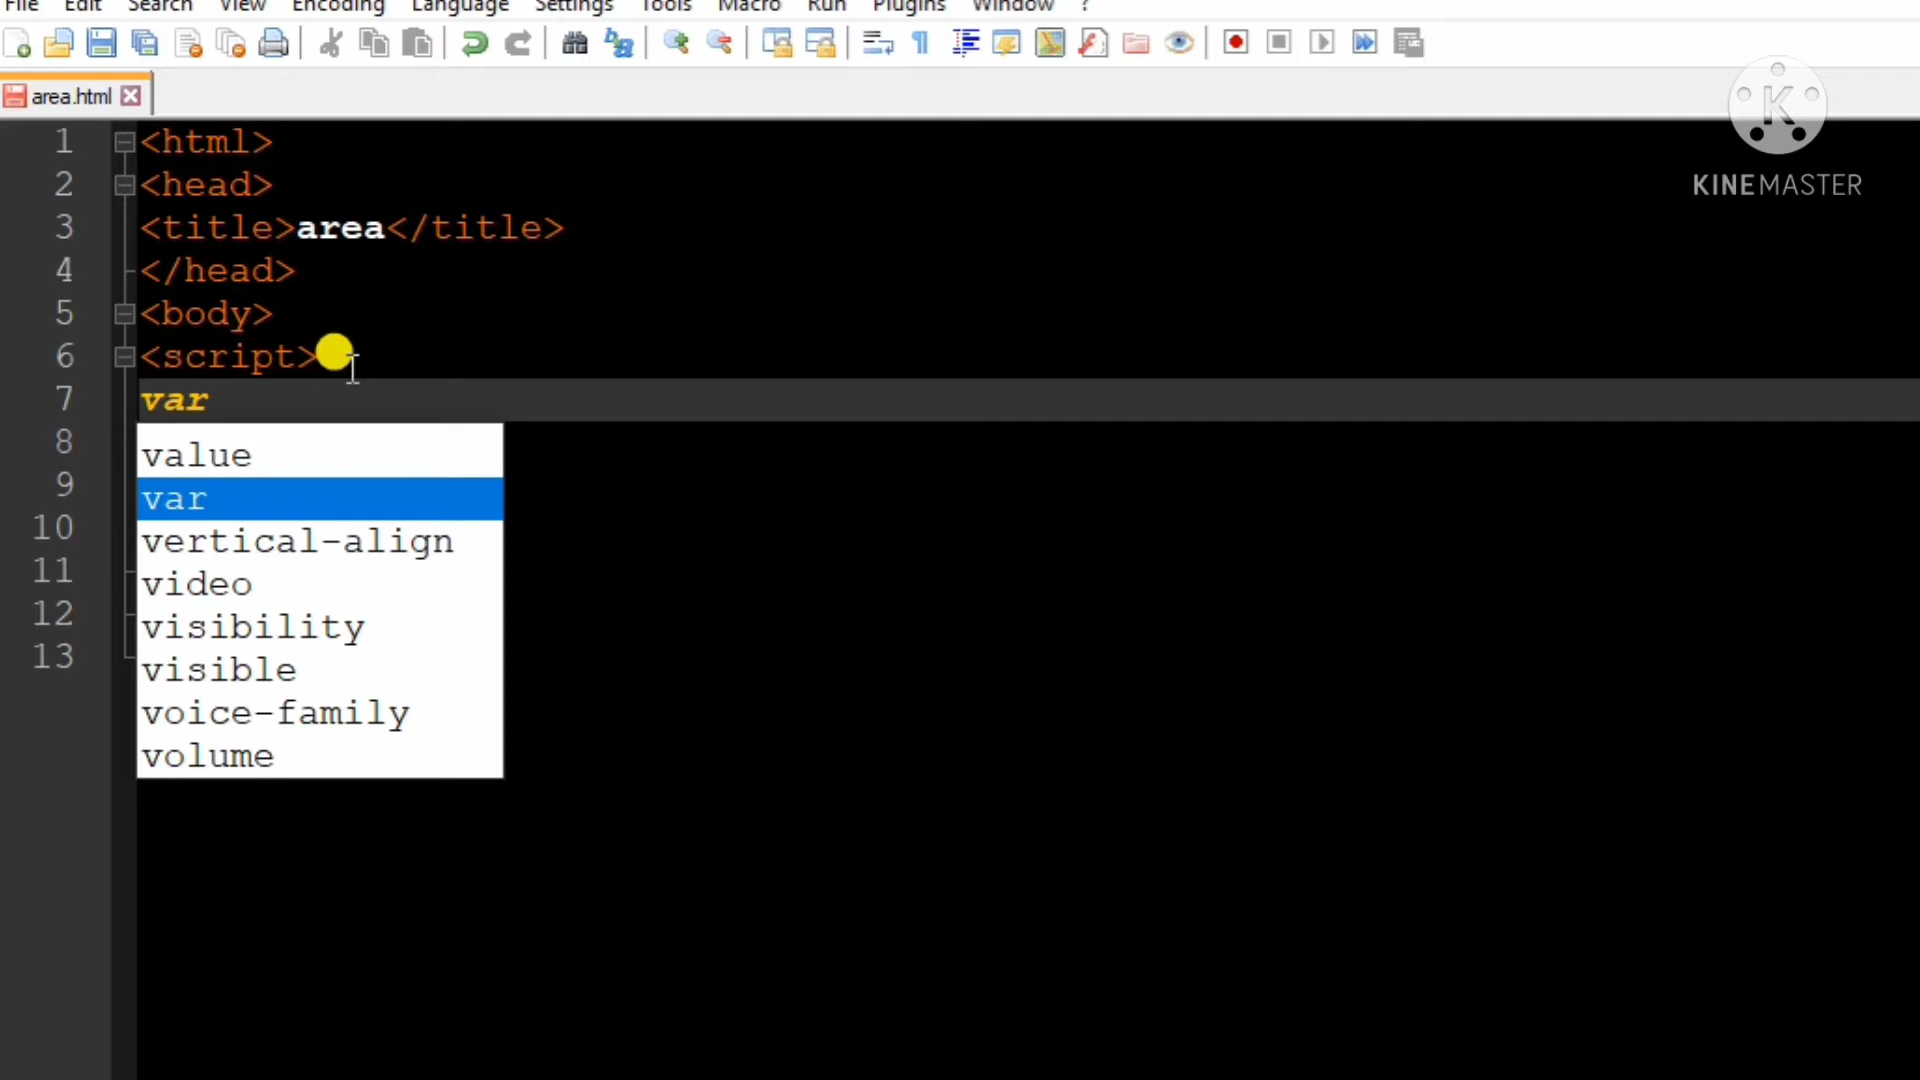 File Edit Search View Encoding Language Settings Tools Macro Run Plugins Window ?
area.html
KINEMASTER
1 <html>
2 <head>
3 <title>area</title>
4 </head>
5 <body>
6 <script>
7 var
8
value
9
var
10
vertical-align
11
video
12
visibility
13
visible
voice-family
volume